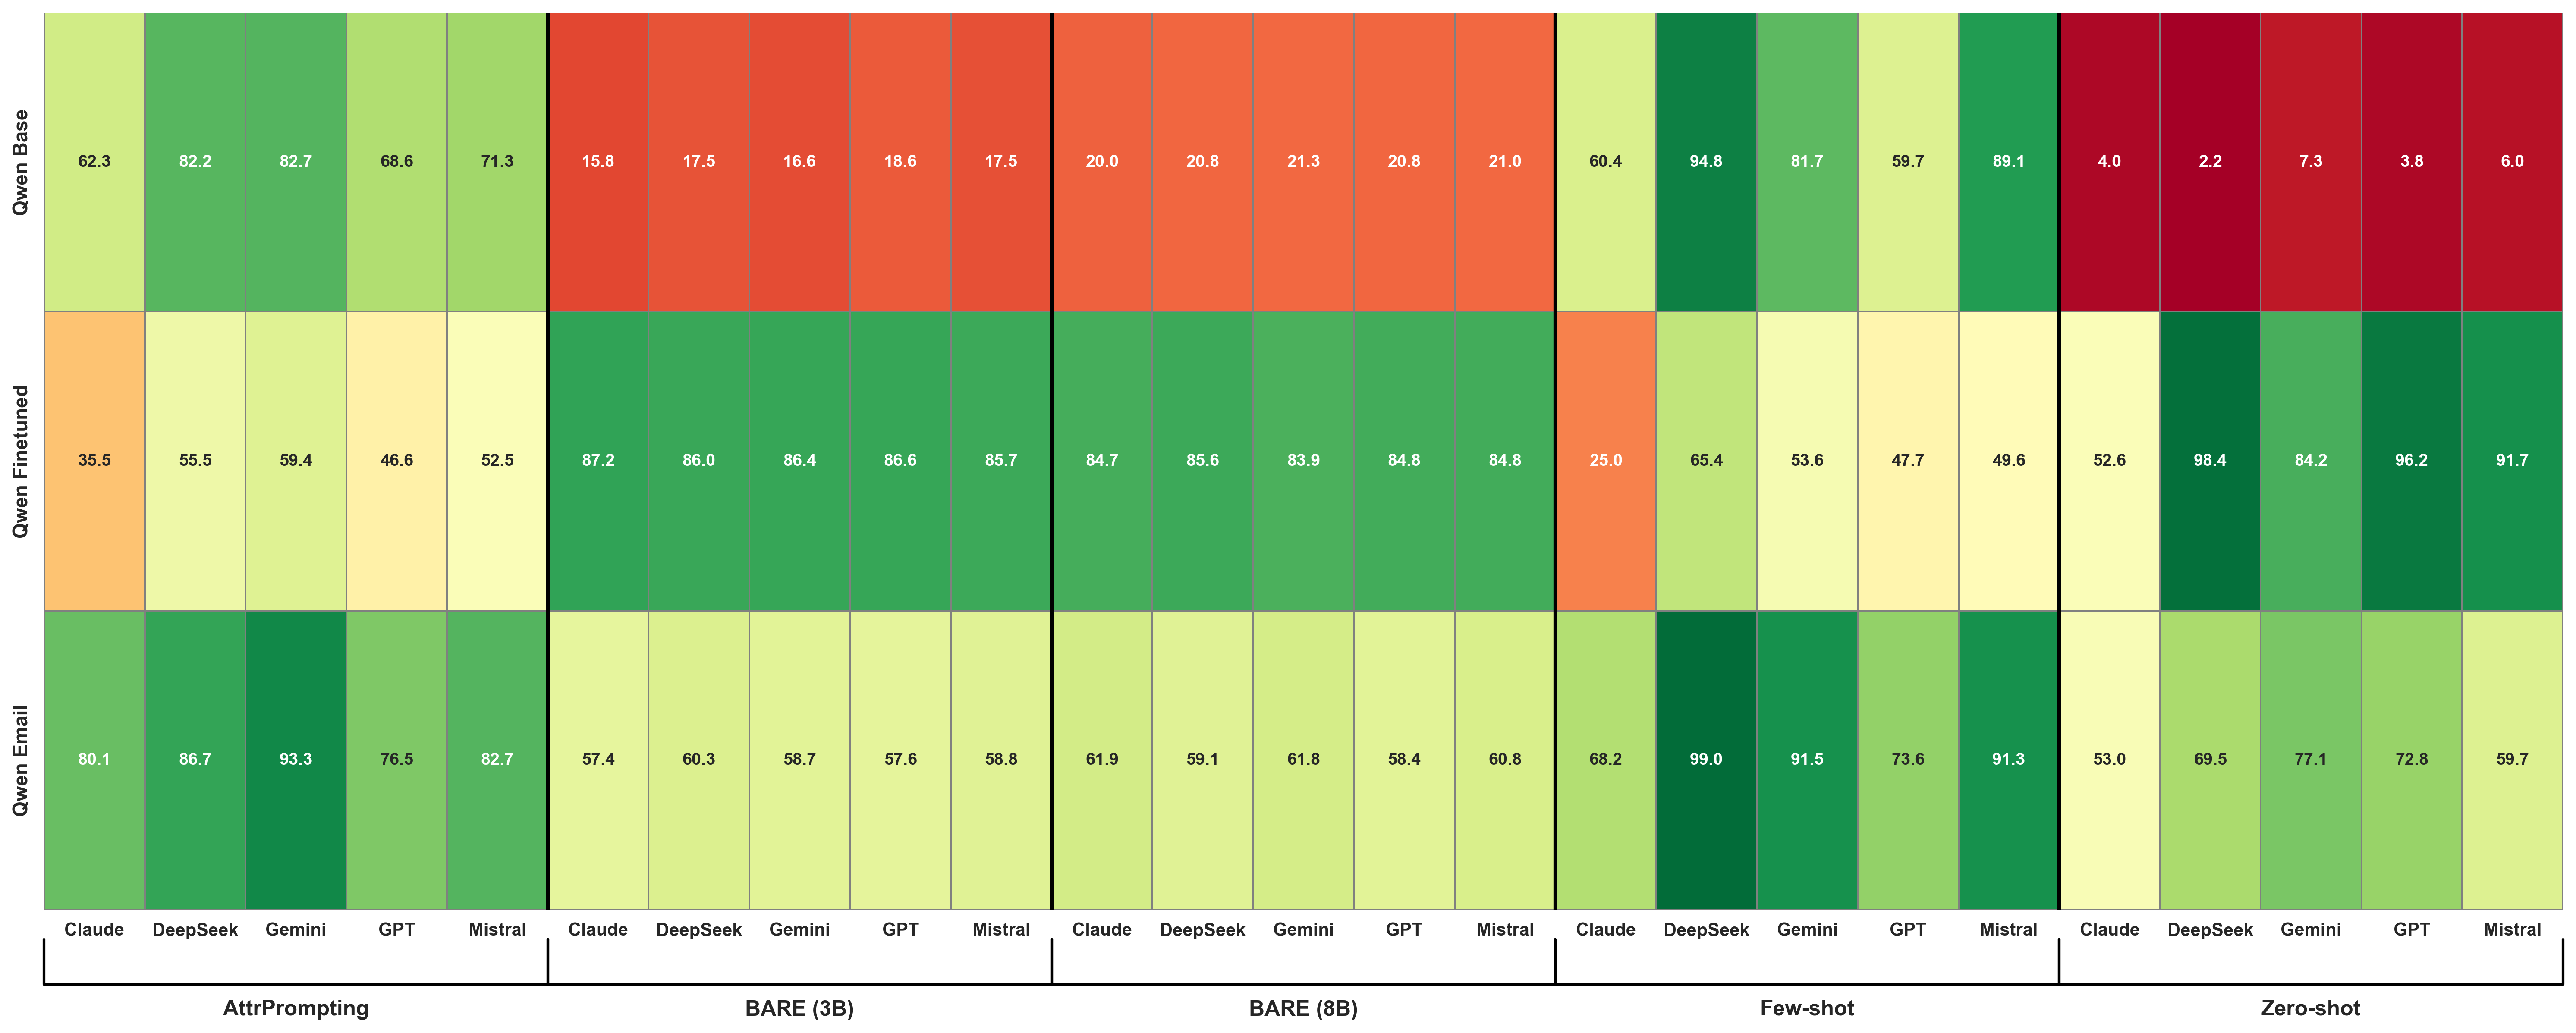 Qwen Base
62.3 82.2 82.7 68.6 71.3 15.8 17.5 16.6 18.6 17.5 20.0 20.8 21.3 20.8 21.0 60.4 94.8 81.7 59.7 89.1 4.0 2.2 7.3 3.8 6.0
Qwen Finetuned
35.5 55.5 59.4 46.6 52.5 87.2 86.0 86.4 86.6 85.7 84.7 85.6 83.9 84.8 84.8 25.0 65.4 53.6 47.7 49.6 52.6 98.4 84.2 96.2 91.7
Qwen Email
80.1 86.7 93.3 76.5 82.7 57.4 60.3 58.7 57.6 58.8 61.9 59.1 61.8 58.4 60.8 68.2 99.0 91.5 73.6 91.3 53.0 69.5 77.1 72.8 59.7
Claude DeepSeek Gemini GPT Mistral Claude DeepSeek Gemini GPT Mistral Claude DeepSeek Gemini GPT Mistral Claude DeepSeek Gemini GPT Mistral Claude DeepSeek Gemini GPT Mistral
AttrPrompting BARE (3B) BARE (8B) Few-shot Zero-shot